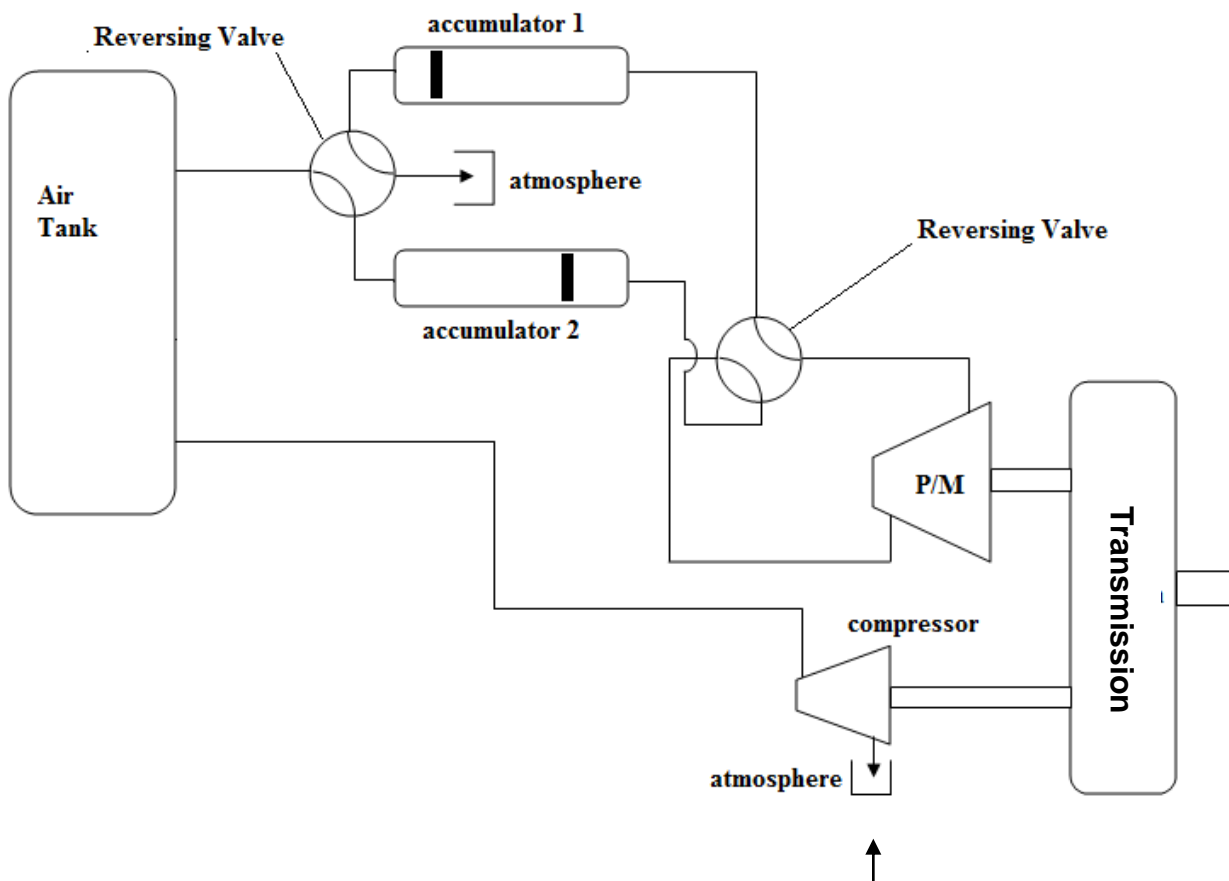 accumulator 1
Reversing Valve
Air
Tank
atmosphere
Reversing Valve
accumulator 2
P/M
Transmission
compressor
atmosphere